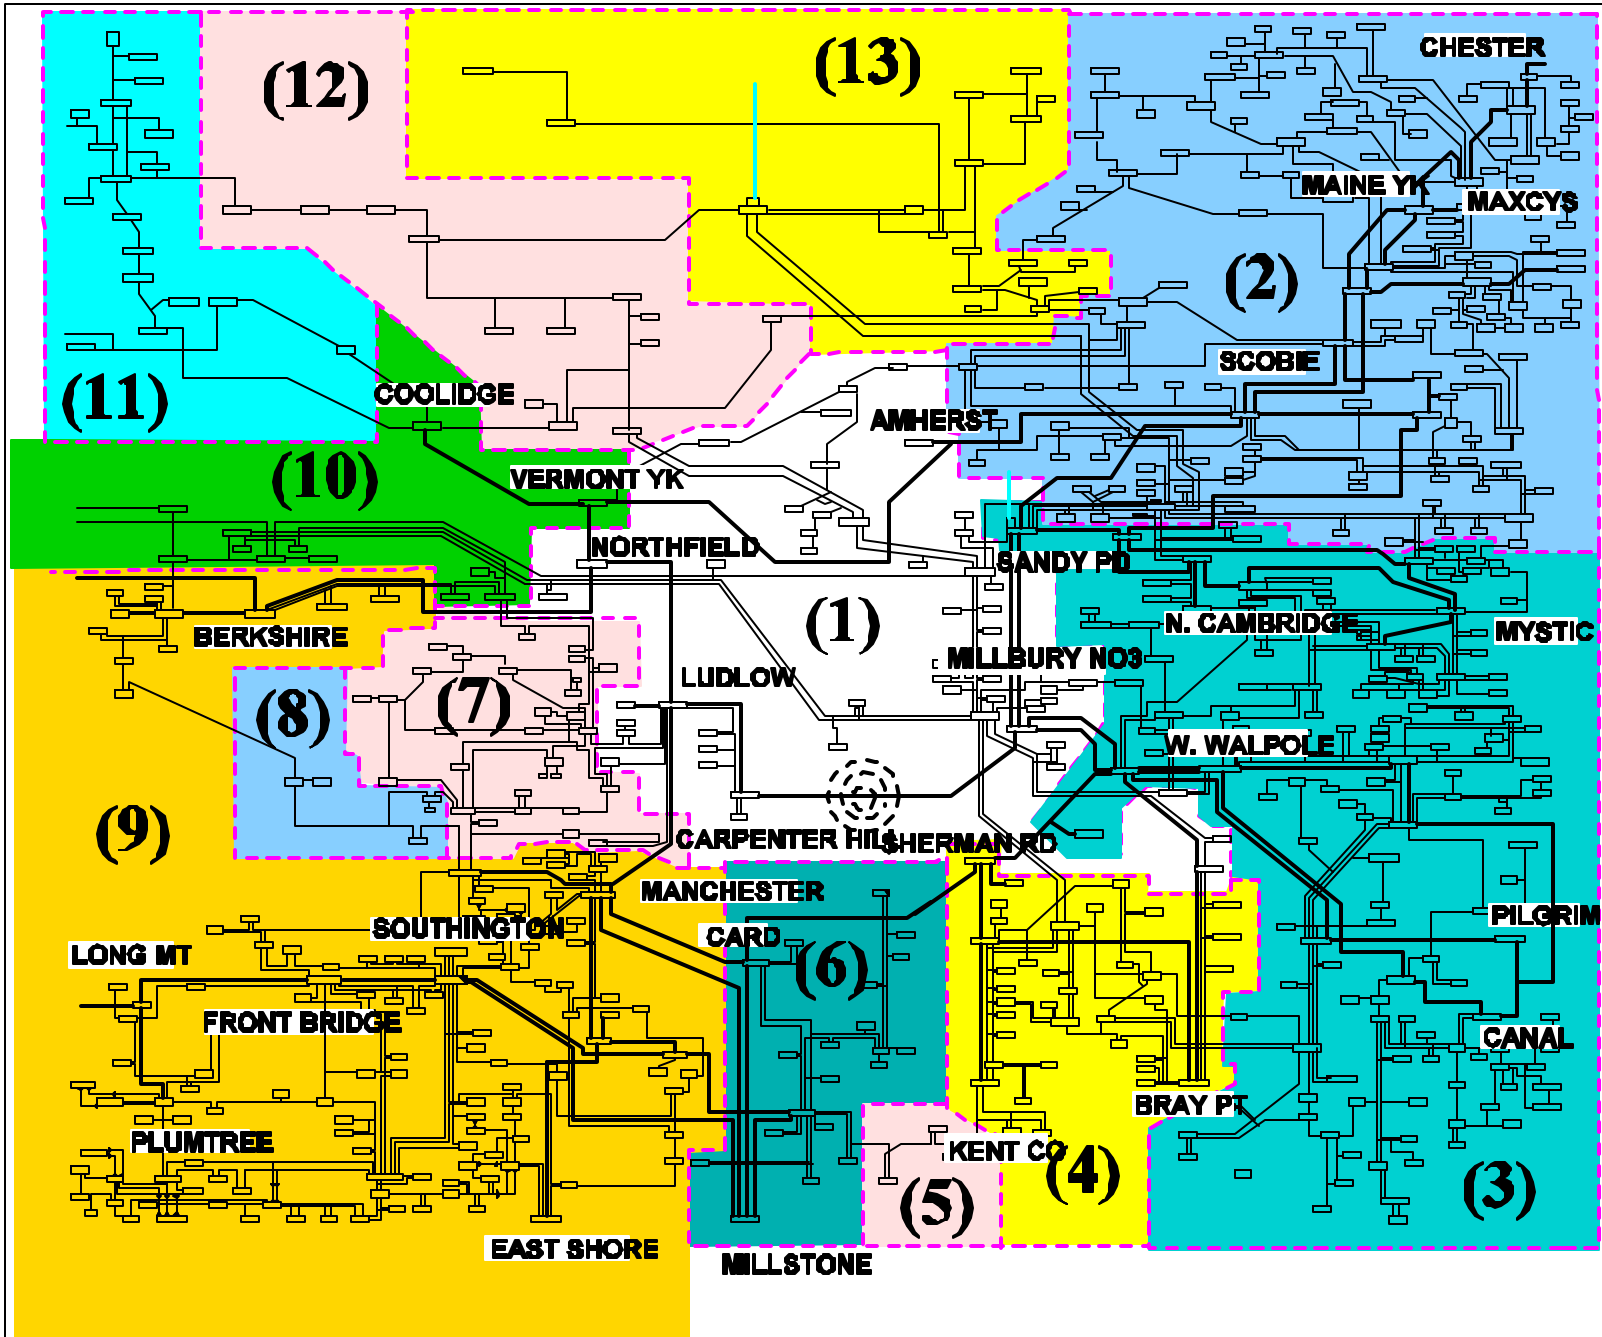 CHESTER
(12)
(13)
MAINE YK
MAXCYS
(2)
SCOBIE
(11)
COOLIDGE
AMHERST
(10)
VERMONT YK
NORTHFIELD
SANDY PD
(1)
N. CAMBRIDGE
MYSTIC
BERKSHIRE
MILLBURY NO3
LUDLOW
(8)
(7)
W. WALPOLE
(9)
CARPENTER HILL
SHERMAN RD
MANCHESTER
PILGRIM
SOUTHINGTON
CARD
LONG MT
(6)
FRONT BRIDGE
CANAL
BRAY PT
PLUMTREE
KENT CO
(4)
(3)
(5)
EAST SHORE
MILLSTONE